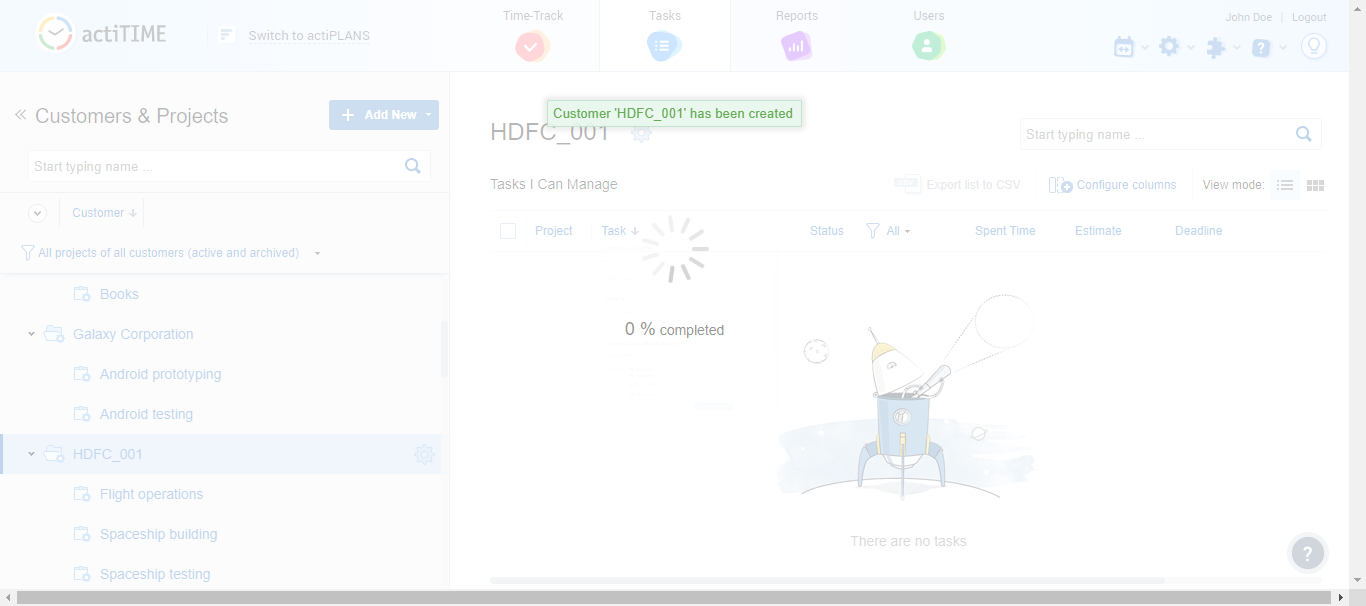 actiTIME
Switch to actiPLANS
Time-Track
Tasks
Reports
Users
John Doe | Logout
Customers & Projects
+ Add New
Start typing name ...
Customer ↓
All projects of all customers (active and archived)
Books
Galaxy Corporation
Android prototyping
Android testing
HDFC_001
Flight operations
Spaceship building
Spaceship testing
Customer 'HDFC_001' has been created
HDFC_001
Start typing name ...
Tasks I Can Manage
Export list to CSV
Configure columns
View mode:
Project Task ↓ Status All Spent Time Estimate Deadline
0 % completed
There are no tasks
?